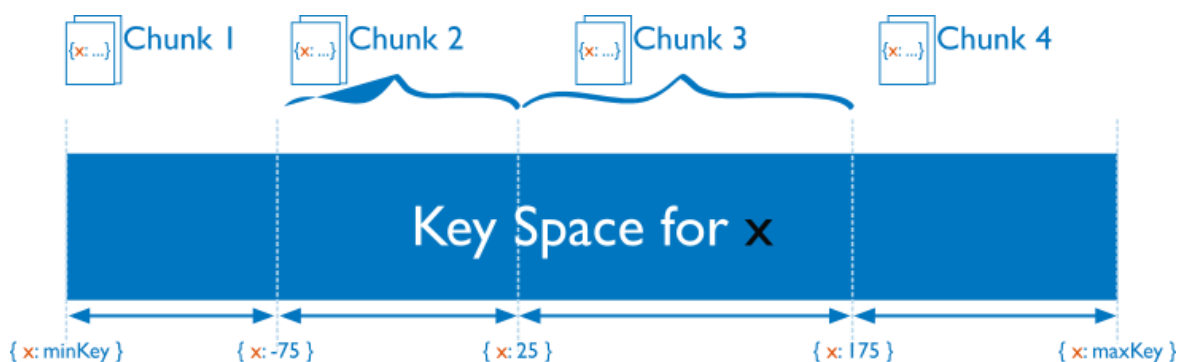 {x: ...} Chunk 1
{x: ...} Chunk 2
{x: ...} Chunk 3
{x: ...} Chunk 4
Key Space for x
{ x: minKey }
{ x: -75 }
{ x: 25 }
{ x: 175 }
{ x: maxKey }